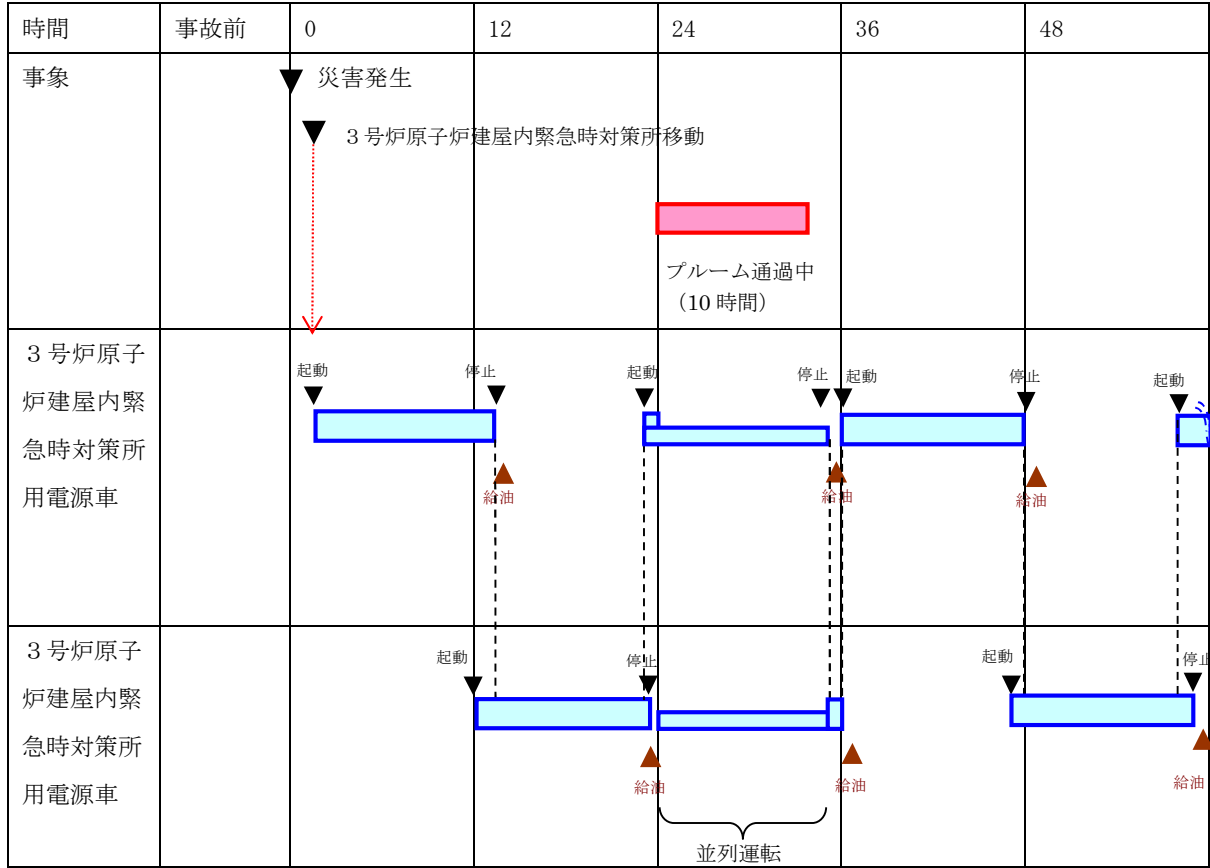 時間 事故前 0 12 24 36 48
事象
災害発生
3号炉原子炉建屋内緊急時対策所移動
プルーム通過中
(10 時間)
3号炉原子
炉建屋内緊
急時対策所
用電源車
起動 停止 起動 停止 起動 停止 起動
給油 給油 給油
3号炉原子
炉建屋内緊
急時対策所
用電源車
起動 停止 起動 停止
給油 給油 給油
並列運転